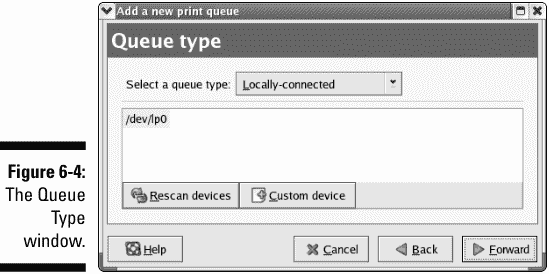 Add a new print queue
Queue type
Select a queue type: Locally-connected
/dev/lp0
Rescan devices Custom device
Help Cancel Back Forward
Figure 6-4:
The Queue
Type
window.